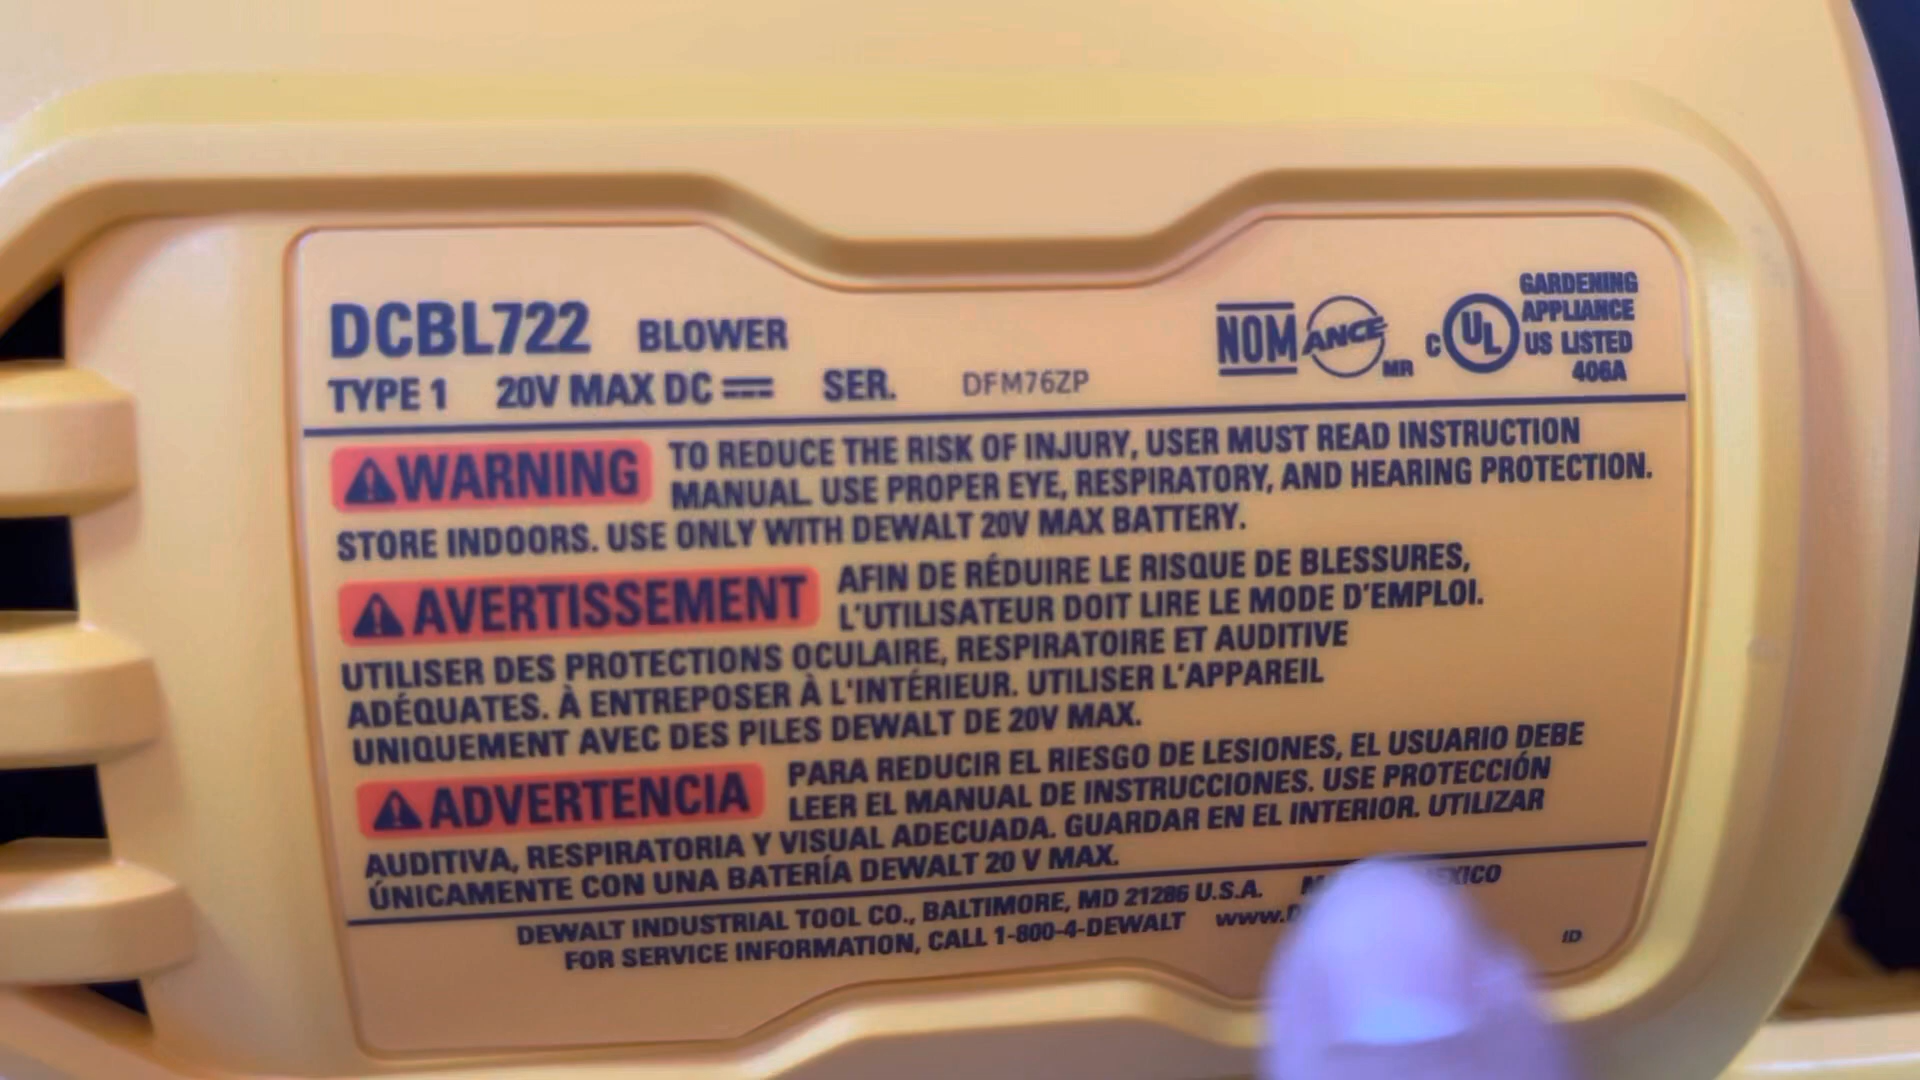 DCBL722 BLOWER
TYPE 1 20V MAX DC SER. DFM76ZP
NOM ANCE MR
C UL US LISTED
GARDENING
APPLIANCE
406A
WARNING TO REDUCE THE RISK OF INJURY, USER MUST READ INSTRUCTION
MANUAL. USE PROPER EYE, RESPIRATORY, AND HEARING PROTECTION.
STORE INDOORS. USE ONLY WITH DEWALT 20V MAX BATTERY.
AVERTISSEMENT AFIN DE RÉDUIRE LE RISQUE DE BLESSURES,
L'UTILISATEUR DOIT LIRE LE MODE D'EMPLOI.
UTILISER DES PROTECTIONS OCULAIRE, RESPIRATOIRE ET AUDITIVE
ADÉQUATES. À ENTREPOSER À L'INTÉRIEUR. UTILISER L'APPAREIL
UNIQUEMENT AVEC DES PILES DEWALT DE 20V MAX.
ADVERTENCIA PARA REDUCIR EL RIESGO DE LESIONES, EL USUARIO DEBE
LEER EL MANUAL DE INSTRUCCIONES. USE PROTECCIÓN
AUDITIVA, RESPIRATORIA Y VISUAL ADECUADA. GUARDAR EN EL INTERIOR. UTILIZAR
ÚNICAMENTE CON UNA BATERÍA DEWALT 20 V MAX.
DEWALT INDUSTRIAL TOOL CO., BALTIMORE, MD 21286 U.S.A.
FOR SERVICE INFORMATION, CALL 1-800-4-DEWALT
ID